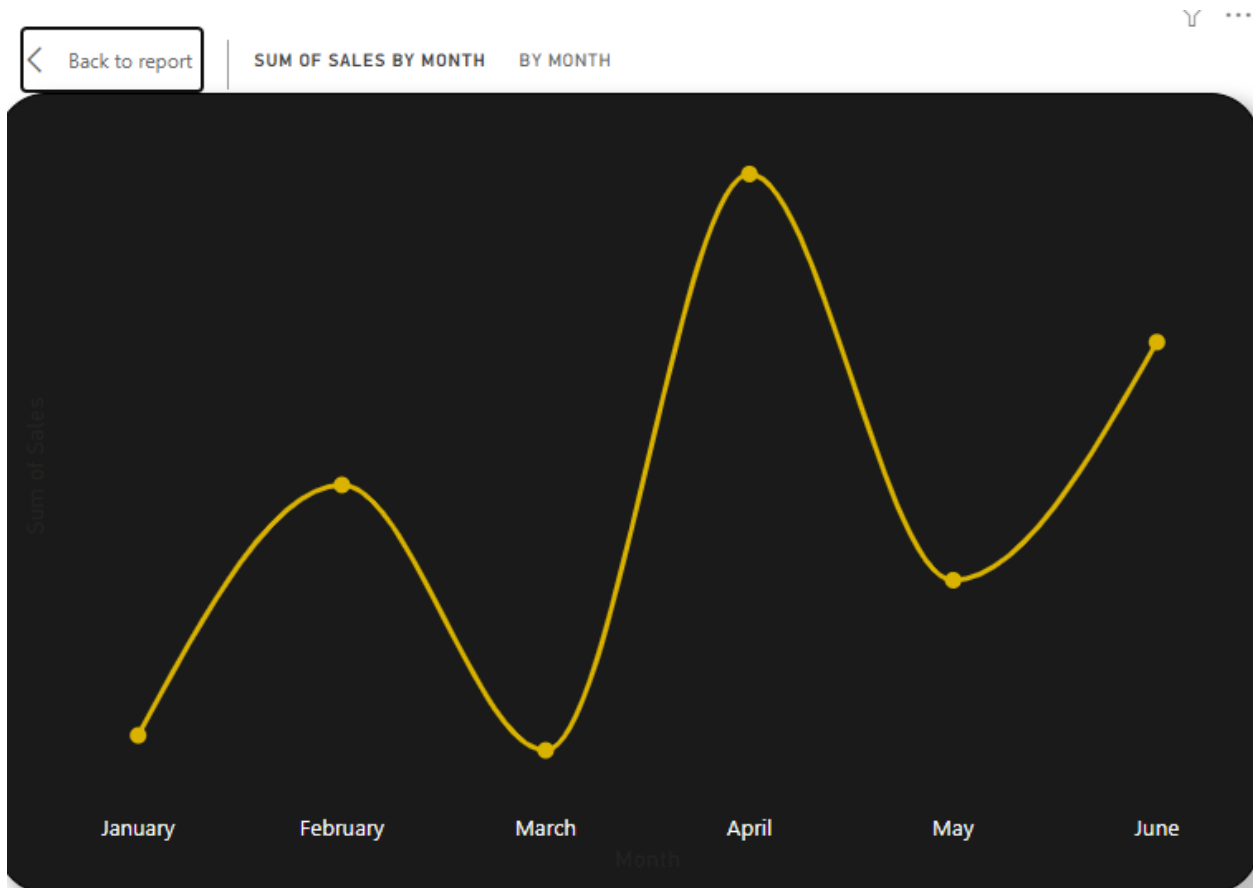 Back to report
SUM OF SALES BY MONTH
BY MONTH
Sum of Sales
January
February
March
April
May
June
Month